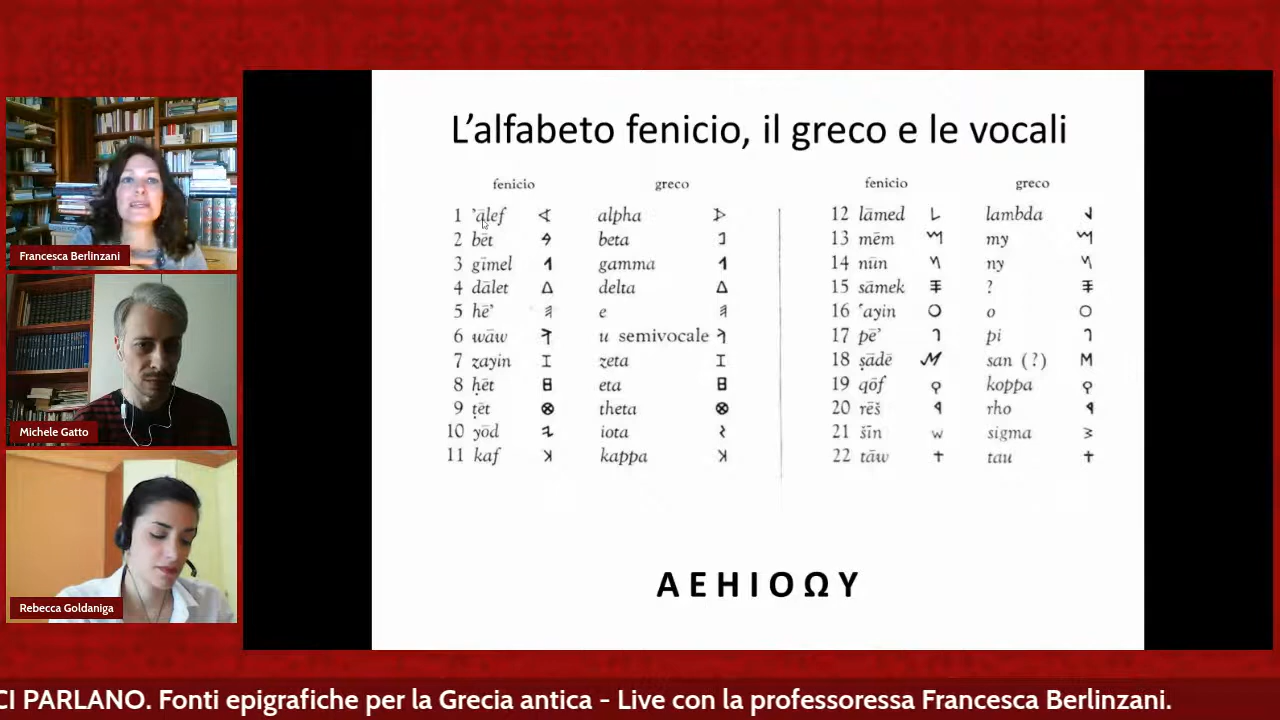 L'alfabeto fenicio, il greco e le vocali
fenicio greco fenicio greco
1 ʾālef alpha
2 bēt beta
3 gīmel gamma
4 dālet delta
5 hēʾ e
6 wāw u semivocale
7 zayin zeta
8 ḥēt eta
9 ṭēt theta
10 yōd iota
11 kaf kappa
12 lāmed lambda
13 mēm my
14 nūn ny
15 sāmek ?
16 ʿayin o
17 pēʾ pi
18 ṣādē san (?)
19 qōf koppa
20 rēš rho
21 šīn sigma
22 tāw tau
Α Ε Η Ι Ο Ω Υ
Francesca Berlinzani
Michele Gatto
Rebecca Goldaniga
CI PARLANO. Fonti epigrafiche per la Grecia antica - Live con la professoressa Francesca Berlinzani.